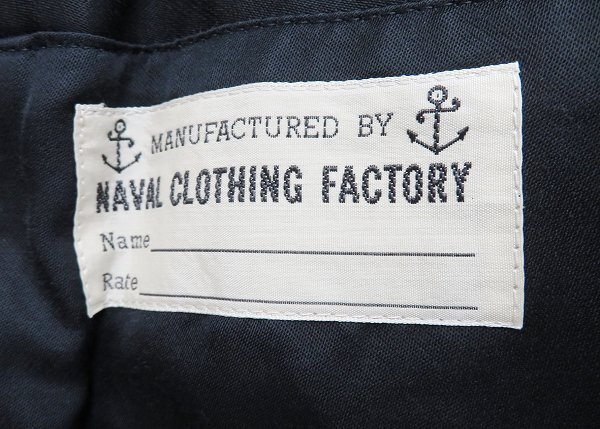 MANUFACTURED BY
NAVAL CLOTHING FACTORY
Name
Rate